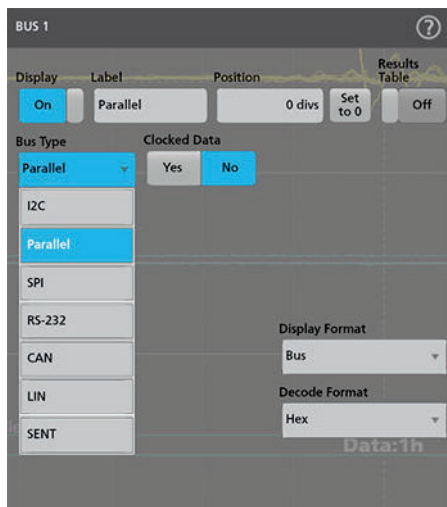 BUS 1
?
Display
Label
Position
Results
Table
On
Parallel
0 divs
Set
to 0
Off
Bus Type
Clocked Data
Parallel
Yes
No
I2C
Parallel
SPI
RS-232
CAN
LIN
SENT
Display Format
Bus
Decode Format
Hex
Data:1h